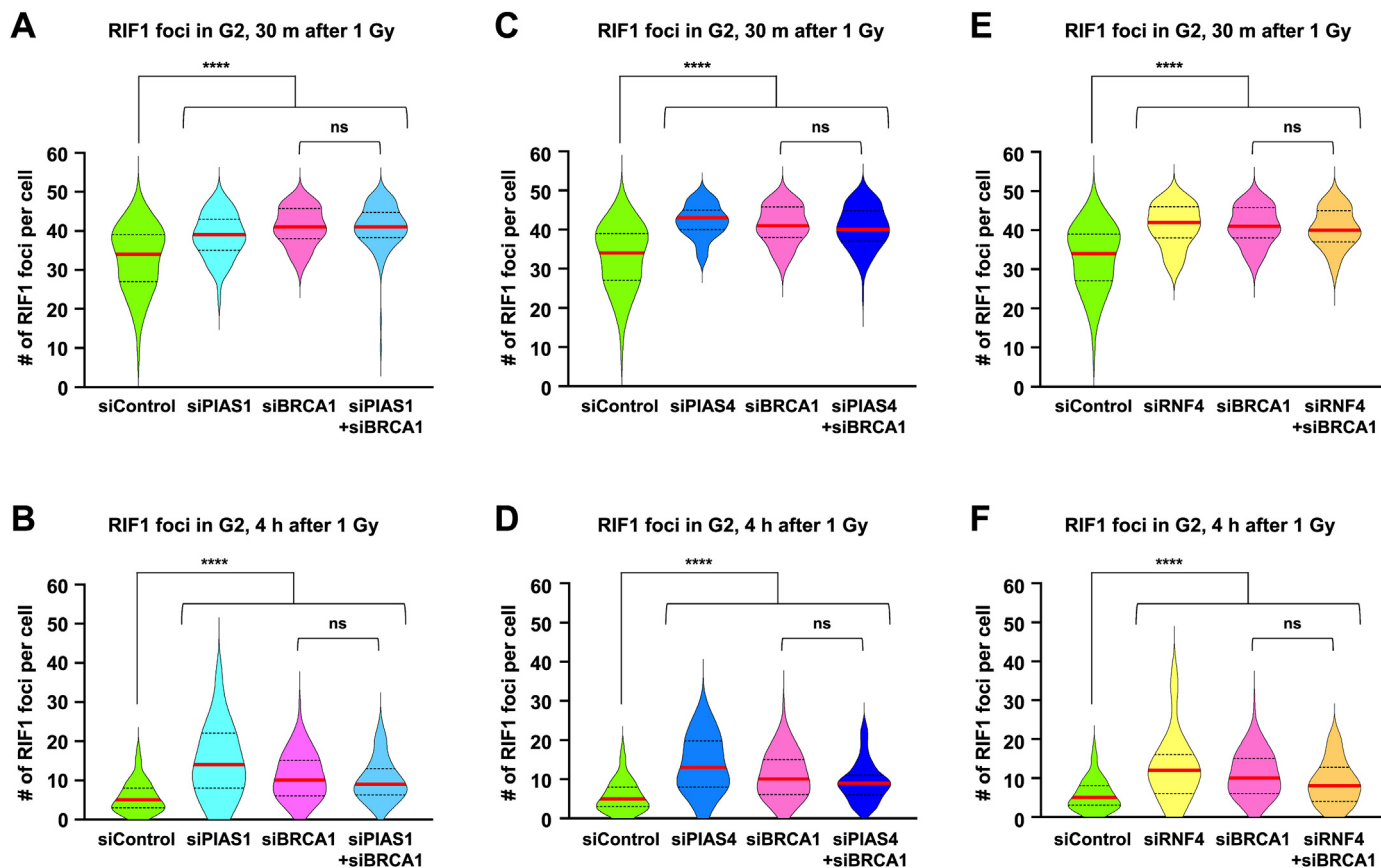 A
RIF1 foci in G2, 30 m after 1 Gy
****
ns
# of RIF1 foci per cell
60
50
40
30
20
10
0
siControl
siPIAS1
siBRCA1
siPIAS1
+siBRCA1
C
RIF1 foci in G2, 30 m after 1 Gy
****
ns
# of RIF1 foci per cell
60
50
40
30
20
10
0
siControl
siPIAS4
siBRCA1
siPIAS4
+siBRCA1
E
RIF1 foci in G2, 30 m after 1 Gy
****
ns
# of RIF1 foci per cell
60
50
40
30
20
10
0
siControl
siRNF4
siBRCA1
siRNF4
+siBRCA1
B
RIF1 foci in G2, 4 h after 1 Gy
****
ns
# of RIF1 foci per cell
60
50
40
30
20
10
0
siControl
siPIAS1
siBRCA1
siPIAS1
+siBRCA1
D
RIF1 foci in G2, 4 h after 1 Gy
****
ns
# of RIF1 foci per cell
60
50
40
30
20
10
0
siControl
siPIAS4
siBRCA1
siPIAS4
+siBRCA1
F
RIF1 foci in G2, 4 h after 1 Gy
****
ns
# of RIF1 foci per cell
60
50
40
30
20
10
0
siControl
siRNF4
siBRCA1
siRNF4
+siBRCA1